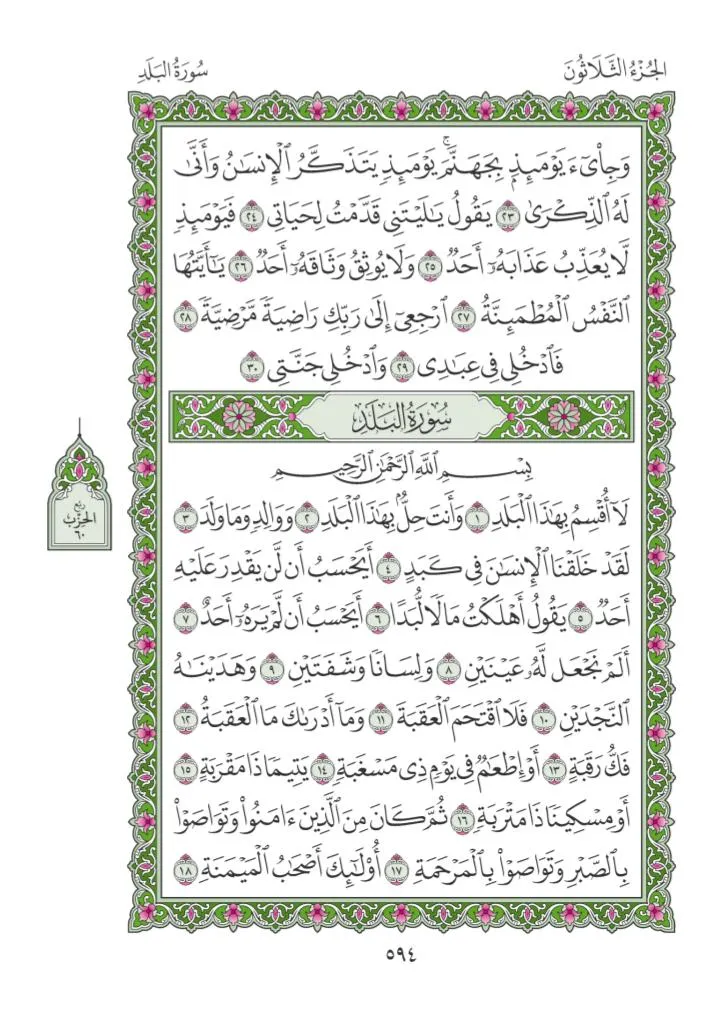 الجُزْءُ الثَّلَاثُونَ
سُورَةُ البَلَدِ
وَجِاْىٓءَ يَوْمَئِذِۭ بِجَهَنَّمَۚ يَوْمَئِذٖ يَتَذَكَّرُ ٱلْإِنسَٰنُ وَأَنَّىٰ
لَهُ ٱلذِّكْرَىٰ ٢٣ يَقُولُ يَٰلَيْتَنِى قَدَّمْتُ لِحَيَاتِى ٢٤ فَيَوْمَئِذٖ
لَّا يُعَذِّبُ عَذَابَهُۥٓ أَحَدٌ ٢٥ وَلَا يُوثِقُ وَثَاقَهُۥٓ أَحَدٌ ٢٦ يَٰٓأَيَّتُهَا
ٱلنَّفْسُ ٱلْمُطْمَئِنَّةُ ٢٧ ٱرْجِعِىٓ إِلَىٰ رَبِّكِ رَاضِيَةً مَّرْضِيَّةً ٢٨
فَٱدْخُلِى فِى عِبَٰدِى ٢٩ وَٱدْخُلِى جَنَّتِى ٣٠
سُورَةُ البَلَدِ
بِسْمِ ٱللَّهِ ٱلرَّحْمَٰنِ ٱلرَّحِيمِ
لَآ أُقْسِمُ بِهَٰذَا ٱلْبَلَدِ ١ وَأَنتَ حِلٌّۢ بِهَٰذَا ٱلْبَلَدِ ٢ وَوَالِدٍ وَمَا وَلَدَ ٣
لَقَدْ خَلَقْنَا ٱلْإِنسَٰنَ فِى كَبَدٍ ٤ أَيَحْسَبُ أَن لَّن يَقْدِرَ عَلَيْهِ
أَحَدٌ ٥ يَقُولُ أَهْلَكْتُ مَالًا لُّبَدًا ٦ أَيَحْسَبُ أَن لَّمْ يَرَهُۥٓ أَحَدٌ ٧
أَلَمْ نَجْعَل لَّهُۥ عَيْنَيْنِ ٨ وَلِسَانًا وَشَفَتَيْنِ ٩ وَهَدَيْنَٰهُ
ٱلنَّجْدَيْنِ ١٠ فَلَا ٱقْتَحَمَ ٱلْعَقَبَةَ ١١ وَمَآ أَدْرَىٰكَ مَا ٱلْعَقَبَةُ ١٢
فَكُّ رَقَبَةٍ ١٣ أَوْ إِطْعَٰمٌ فِى يَوْمٍ ذِى مَسْغَبَةٍ ١٤ يَتِيمًا ذَا مَقْرَبَةٍ ١٥
أَوْ مِسْكِينًا ذَا مَتْرَبَةٍ ١٦ ثُمَّ كَانَ مِنَ ٱلَّذِينَ ءَامَنُوا۟ وَتَوَاصَوْا۟
بِٱلصَّبْرِ وَتَوَاصَوْا۟ بِٱلْمَرْحَمَةِ ١٧ أُو۟لَٰٓئِكَ أَصْحَٰبُ ٱلْمَيْمَنَةِ ١٨
ربع
الحِزْب
٦٠
٥٩٤